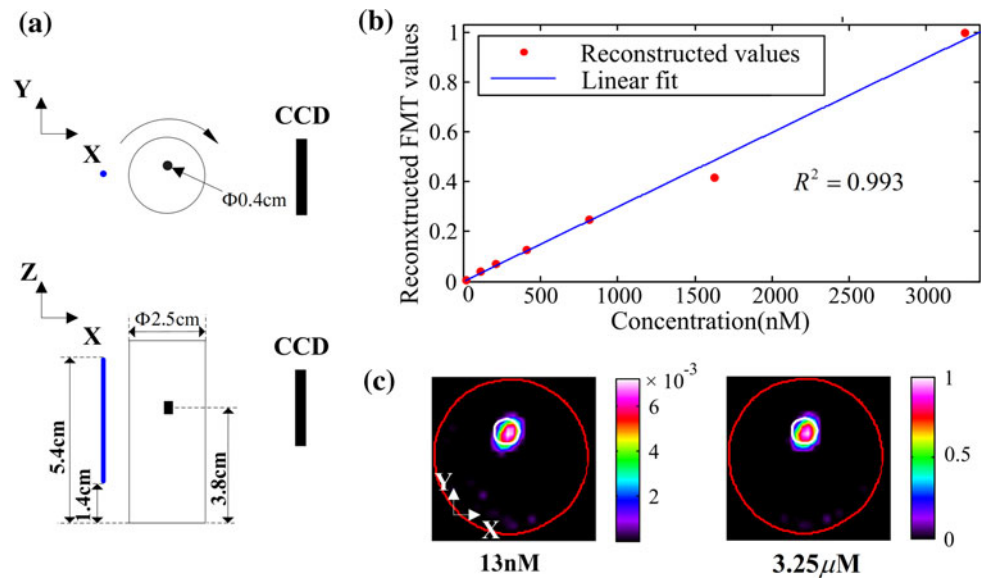 (a)
Y
X
CCD
Φ0.4cm
Z
X
Φ2.5cm
CCD
5.4cm
1.4cm
3.8cm
(b)
Reconxtructed FMT values
1
0.8
0.6
0.4
0.2
0
Reconstructed values
Linear fit
R² = 0.993
0 500 1000 1500 2000 2500 3000
Concentration(nM)
(c)
× 10⁻³
6
4
2
Y
X
13nM
1
0.5
0
3.25μM